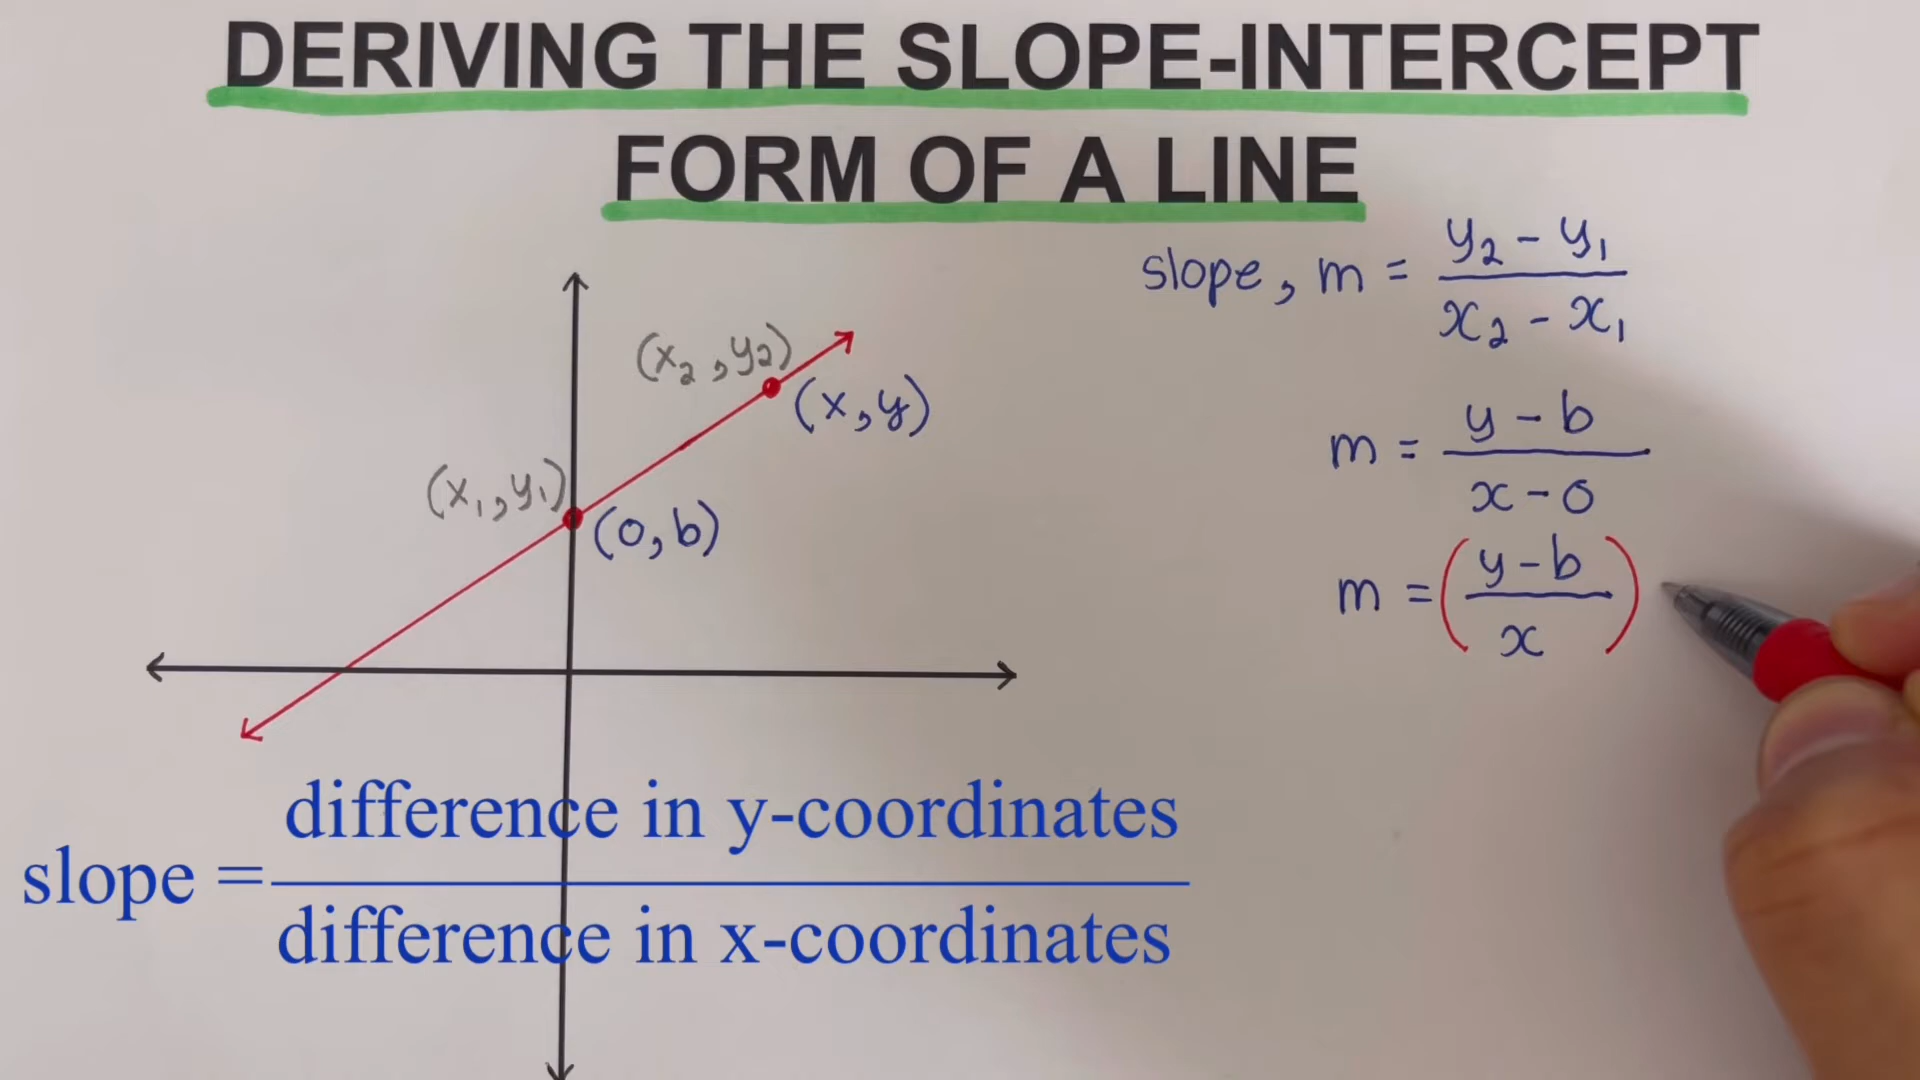 DERIVING THE SLOPE-INTERCEPT
FORM OF A LINE
slope, m = y₂ - y₁
x₂ - x₁
(x₂, y₂)
(x, y)
m = y - b
x - 0
(x₁, y₁)
(0, b)
m = (y - b
x)
difference in y-coordinates
slope =
difference in x-coordinates